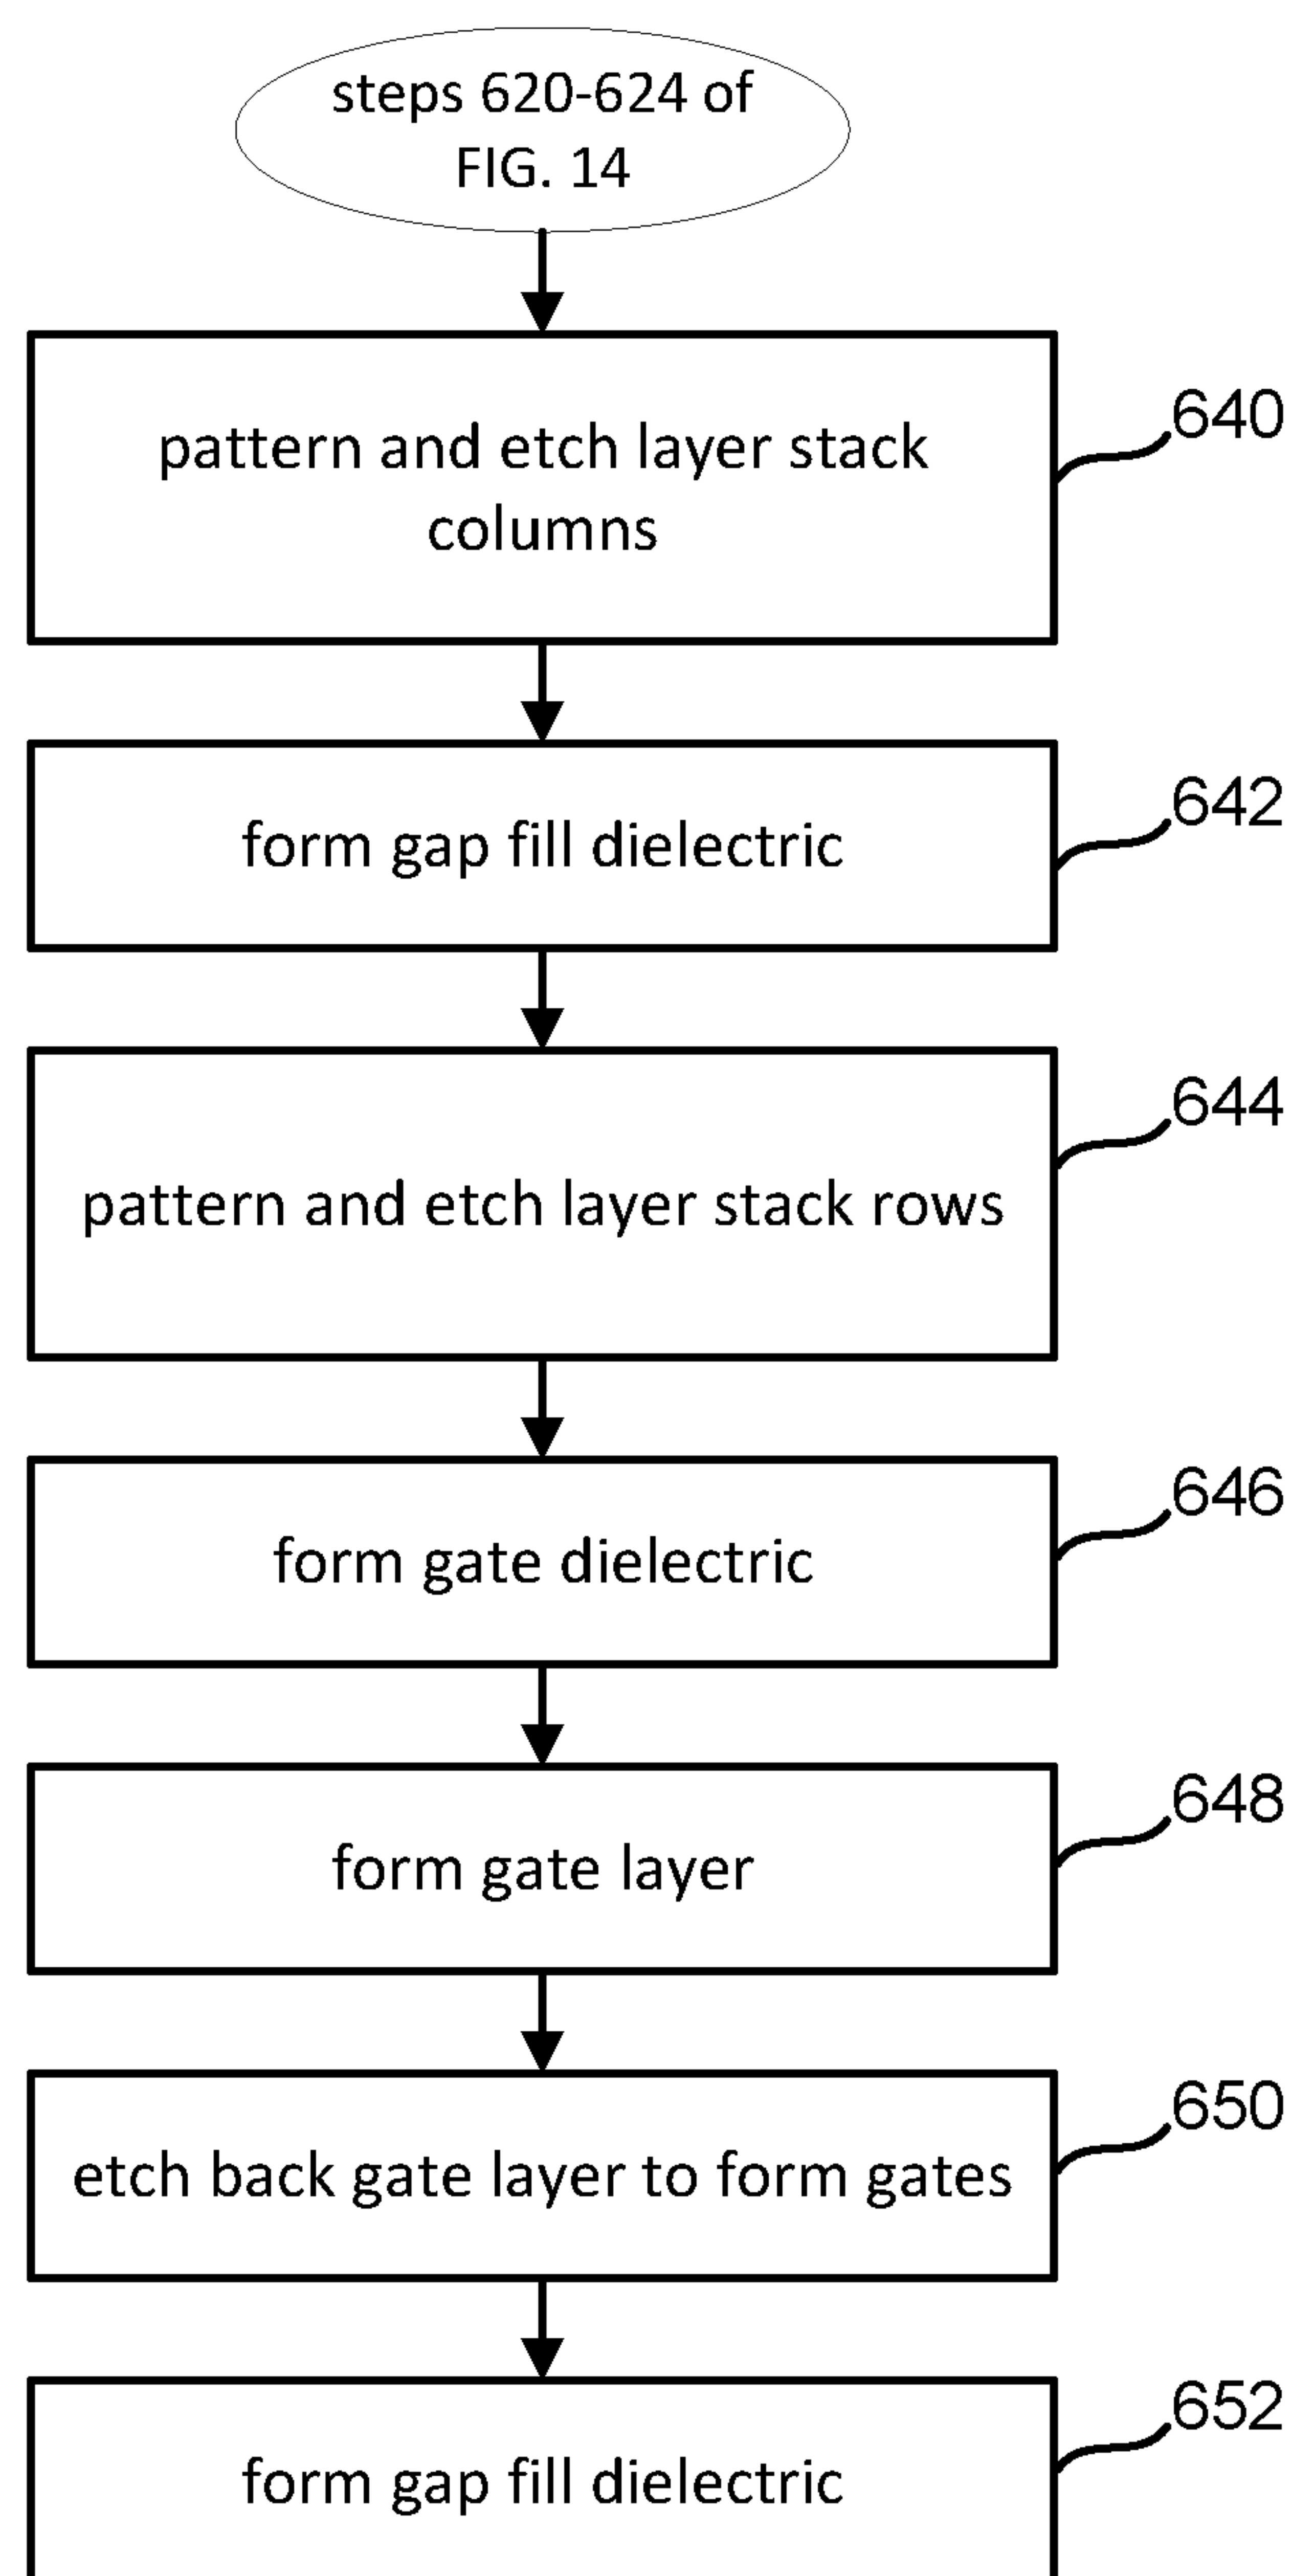 steps 620-624 of
FIG. 14
pattern and etch layer stack
columns
640
form gap fill dielectric
642
pattern and etch layer stack rows
644
form gate dielectric
646
form gate layer
648
etch back gate layer to form gates
650
form gap fill dielectric
652